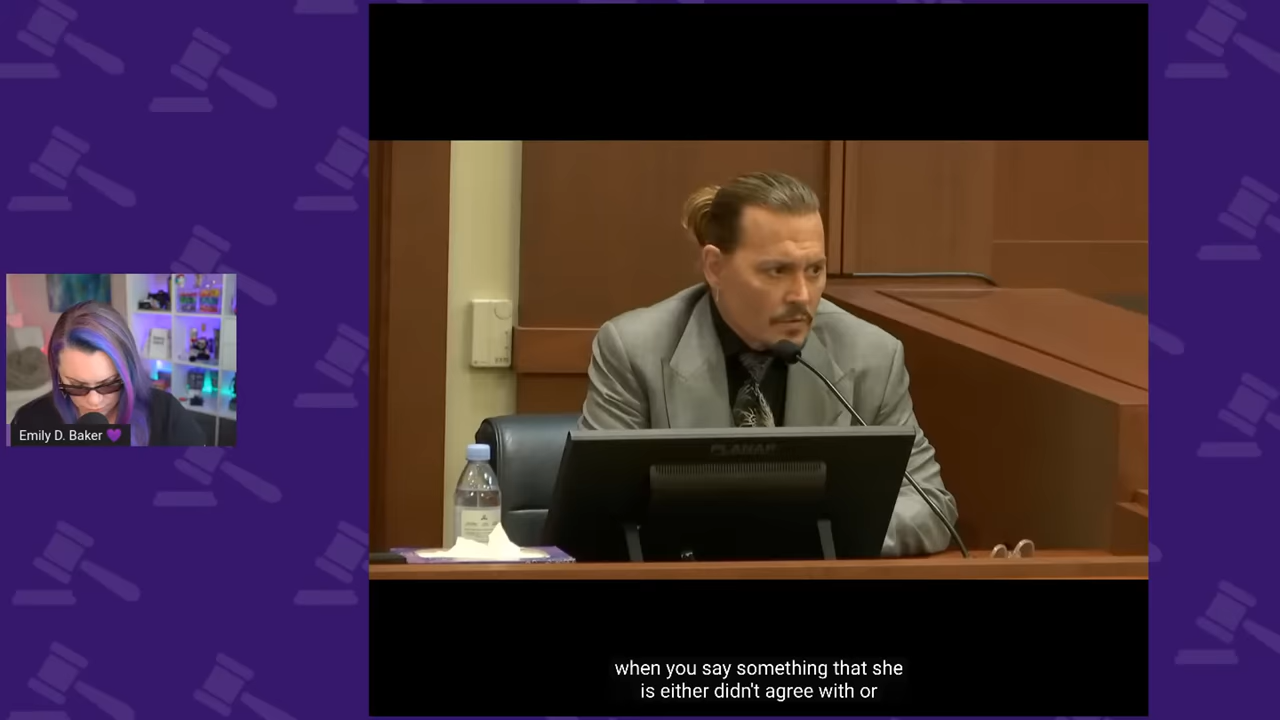 PLANAR
Emily D. Baker 💜
when you say something that she
is either didn't agree with or